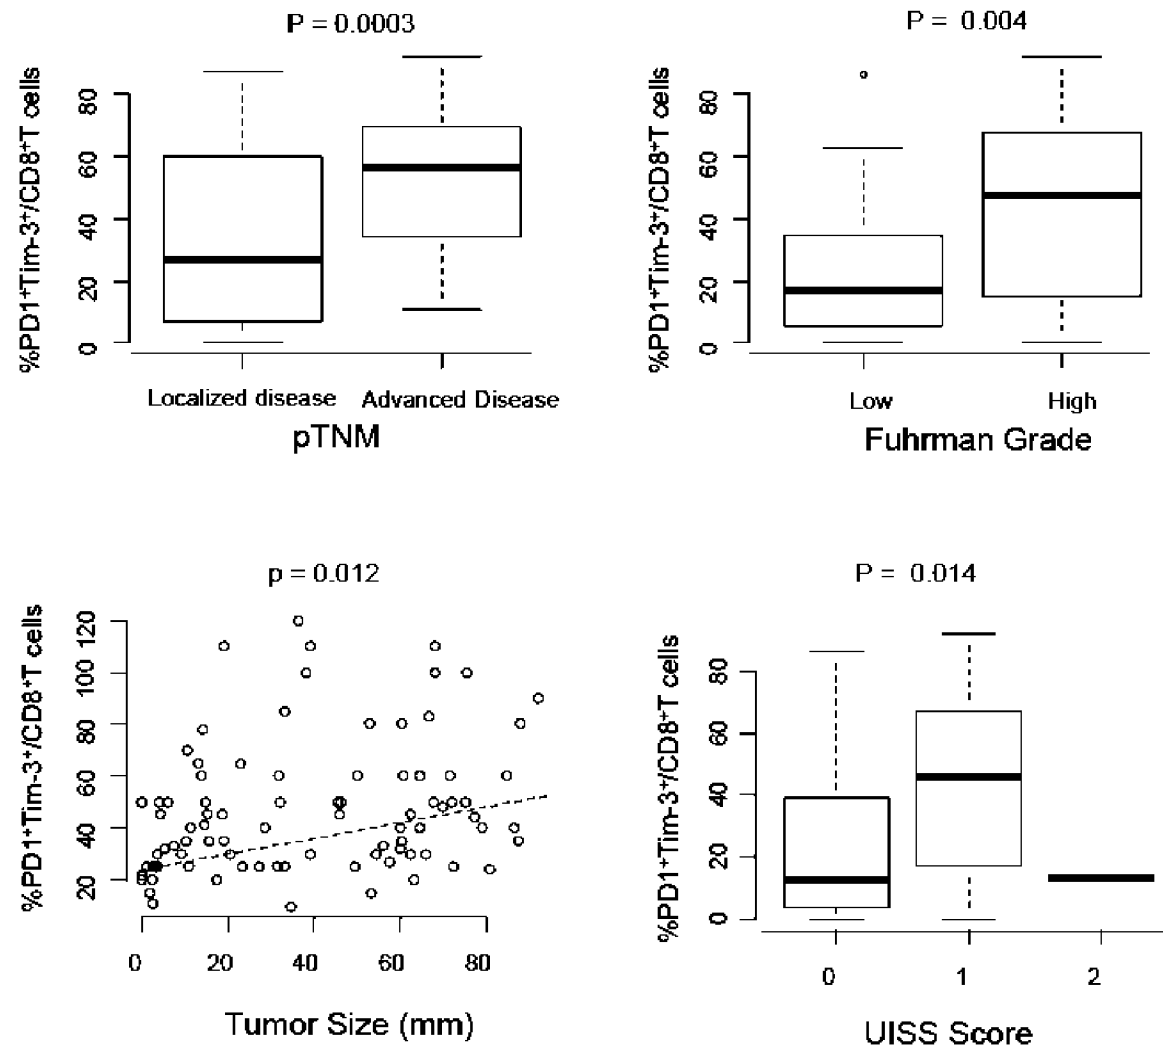 P = 0.0003
%PD1⁺Tim-3⁺/CD8⁺T cells
0 20 40 60 80
Localized disease Advanced Disease
pTNM
P = 0.004
%PD1⁺Tim-3⁺/CD8⁺T cells
0 20 40 60 80
Low High
Fuhrman Grade
p = 0.012
%PD1⁺Tim-3⁺/CD8⁺T cells
20 40 60 80 100 120
0 20 40 60 80
Tumor Size (mm)
P = 0.014
%PD1⁺Tim-3⁺/CD8⁺T cells
0 20 40 60 80
0 1 2
UISS Score